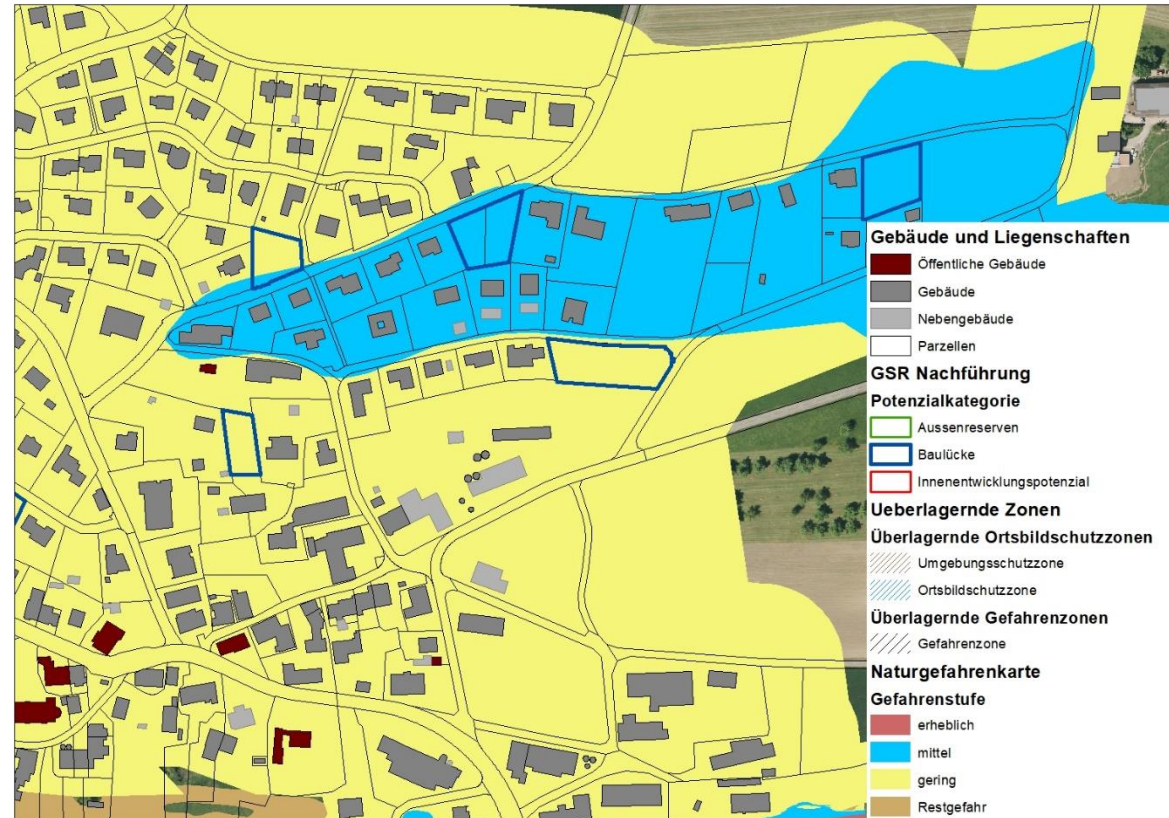 Gebäude und Liegenschaften
Öffentliche Gebäude
Gebäude
Nebengebäude
Parzellen
GSR Nachführung
Potenzialkategorie
Aussenreserven
Baulücke
Innenentwicklungspotenzial
Ueberlagernde Zonen
Überlagernde Ortsbildschutzzonen
Umgebungsschutzzone
Ortsbildschutzzone
Überlagernde Gefahrenzonen
Gefahrenzone
Naturgefahrenkarte
Gefahrenstufe
erheblich
mittel
gering
Restgefahr